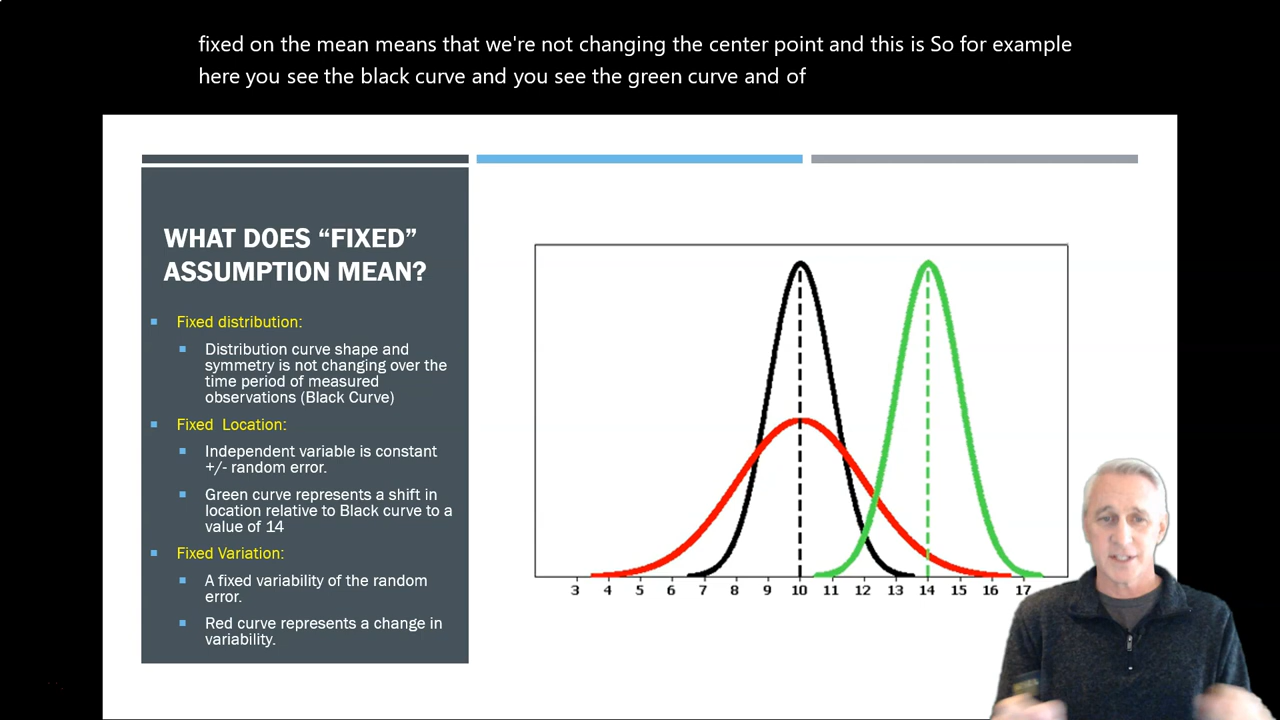 fixed on the mean means that we're not changing the center point and this is So for example
here you see the black curve and you see the green curve and of
WHAT DOES “FIXED”
ASSUMPTION MEAN?
Fixed distribution:
Distribution curve shape and
symmetry is not changing over the
time period of measured
observations (Black Curve)
Fixed  Location:
Independent variable is constant
+/- random error.
Green curve represents a shift in
location relative to Black curve to a
value of 14
Fixed Variation:
A fixed variability of the random
error.
Red curve represents a change in
variability.
3 4 5 6 7 8 9 10 11 12 13 14 15 16 17